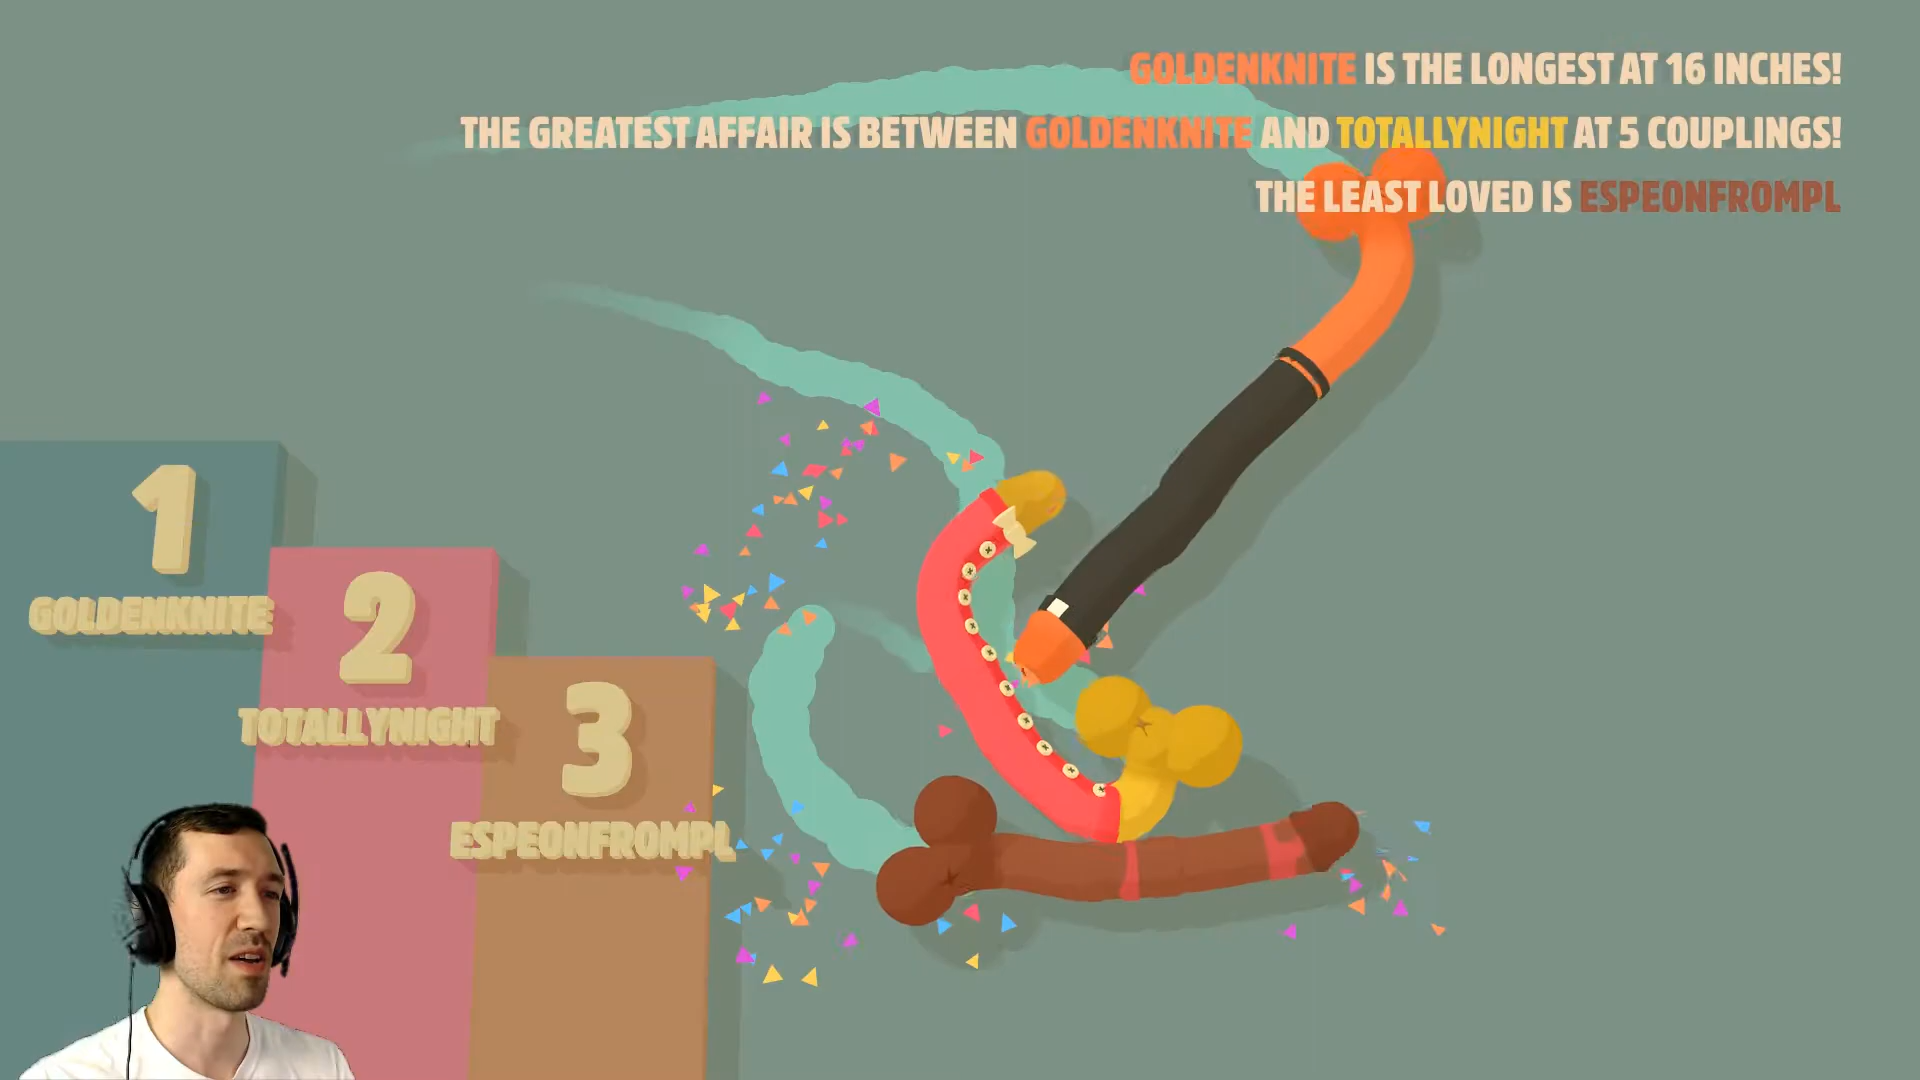 GOLDENKNITE IS THE LONGEST AT 16 INCHES!
THE GREATEST AFFAIR IS BETWEEN GOLDENKNITE AND TOTALLYNIGHT AT 5 COUPLINGS!
THE LEAST LOVED IS ESPEONFROMPL
1
GOLDENKNITE
2
TOTALLYNIGHT
3
ESPEONFROMPL